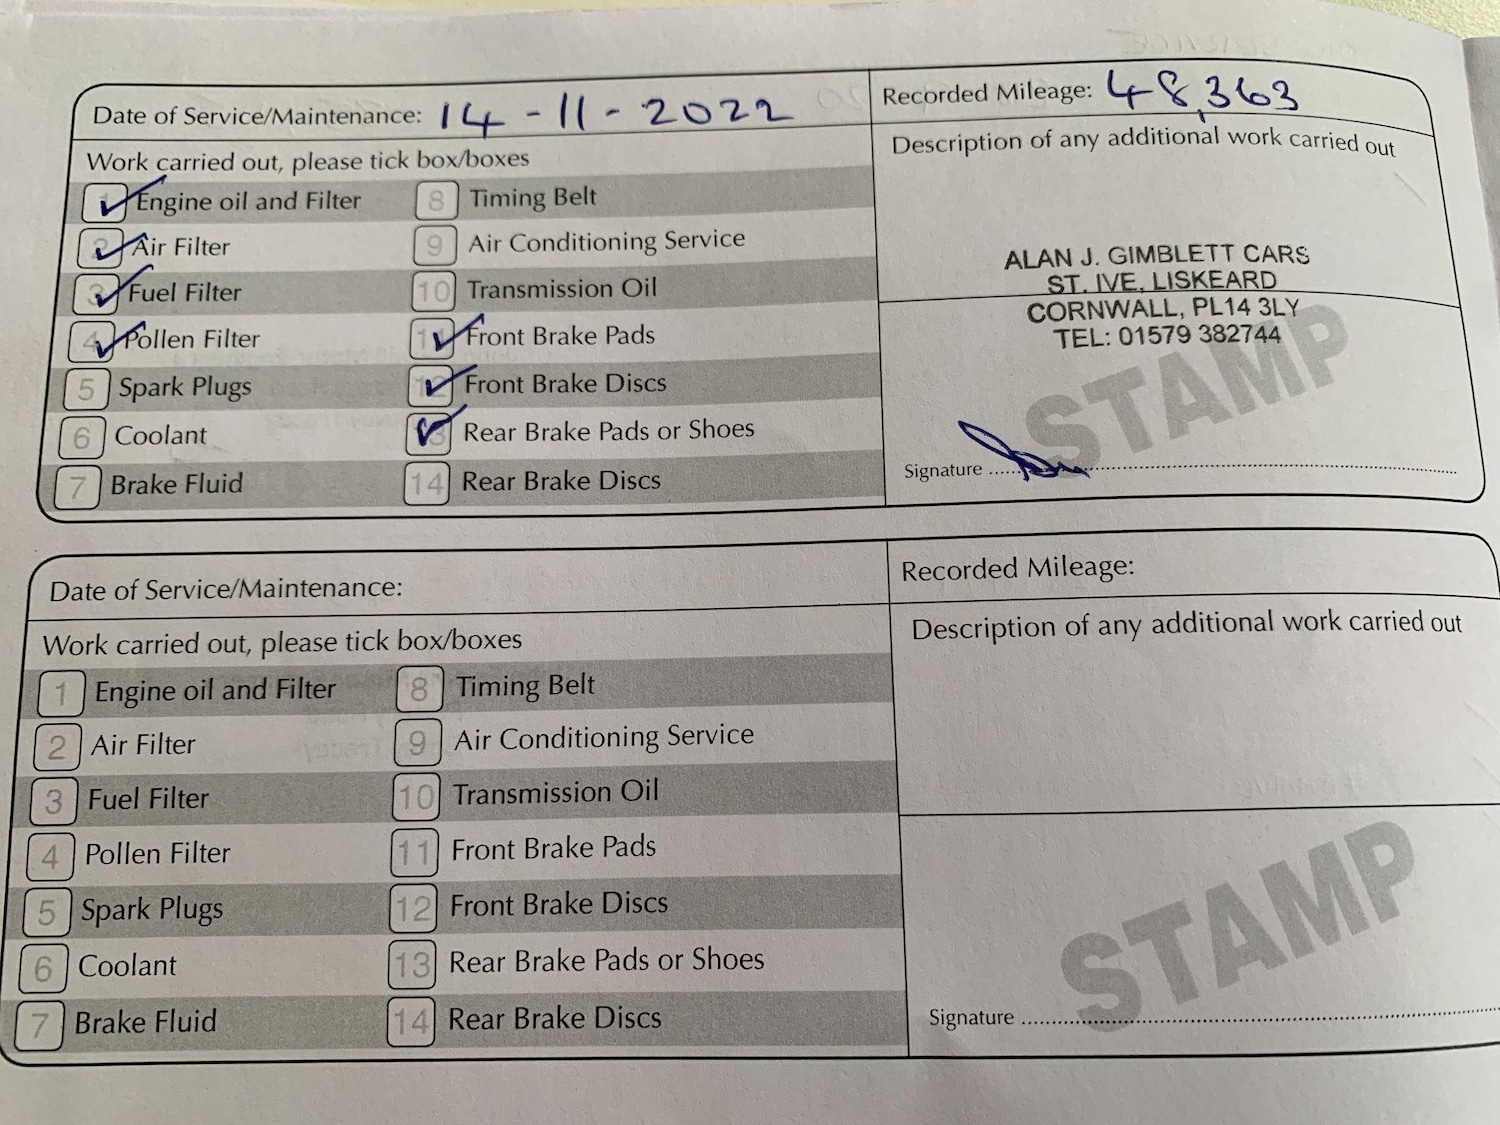 Date of Service/Maintenance: 14-11-2022
Recorded Mileage: 48,363
Work carried out, please tick box/boxes
Description of any additional work carried out
1 Engine oil and Filter
8 Timing Belt
2 Air Filter
9 Air Conditioning Service
3 Fuel Filter
10 Transmission Oil
4 Pollen Filter
11 Front Brake Pads
5 Spark Plugs
12 Front Brake Discs
6 Coolant
13 Rear Brake Pads or Shoes
7 Brake Fluid
14 Rear Brake Discs
ALAN J. GIMBLETT CARS
ST. IVE, LISKEARD
CORNWALL, PL14 3LY
TEL: 01579 382744
STAMP
Signature
Date of Service/Maintenance:
Recorded Mileage:
Work carried out, please tick box/boxes
Description of any additional work carried out
1 Engine oil and Filter
8 Timing Belt
2 Air Filter
9 Air Conditioning Service
3 Fuel Filter
10 Transmission Oil
4 Pollen Filter
11 Front Brake Pads
5 Spark Plugs
12 Front Brake Discs
6 Coolant
13 Rear Brake Pads or Shoes
7 Brake Fluid
14 Rear Brake Discs
STAMP
Signature